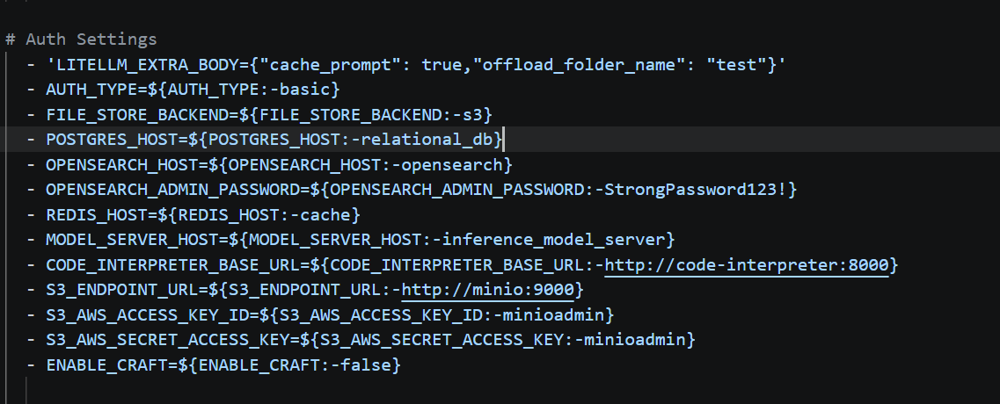 # Auth Settings
- 'LITELLM_EXTRA_BODY={"cache_prompt": true,"offload_folder_name": "test"}'
- AUTH_TYPE=${AUTH_TYPE:-basic}
- FILE_STORE_BACKEND=${FILE_STORE_BACKEND:-s3}
- POSTGRES_HOST=${POSTGRES_HOST:-relational_db}
- OPENSEARCH_HOST=${OPENSEARCH_HOST:-opensearch}
- OPENSEARCH_ADMIN_PASSWORD=${OPENSEARCH_ADMIN_PASSWORD:-StrongPassword123!}
- REDIS_HOST=${REDIS_HOST:-cache}
- MODEL_SERVER_HOST=${MODEL_SERVER_HOST:-inference_model_server}
- CODE_INTERPRETER_BASE_URL=${CODE_INTERPRETER_BASE_URL:-http://code-interpreter:8000}
- S3_ENDPOINT_URL=${S3_ENDPOINT_URL:-http://minio:9000}
- S3_AWS_ACCESS_KEY_ID=${S3_AWS_ACCESS_KEY_ID:-minioadmin}
- S3_AWS_SECRET_ACCESS_KEY=${S3_AWS_SECRET_ACCESS_KEY:-minioadmin}
- ENABLE_CRAFT=${ENABLE_CRAFT:-false}